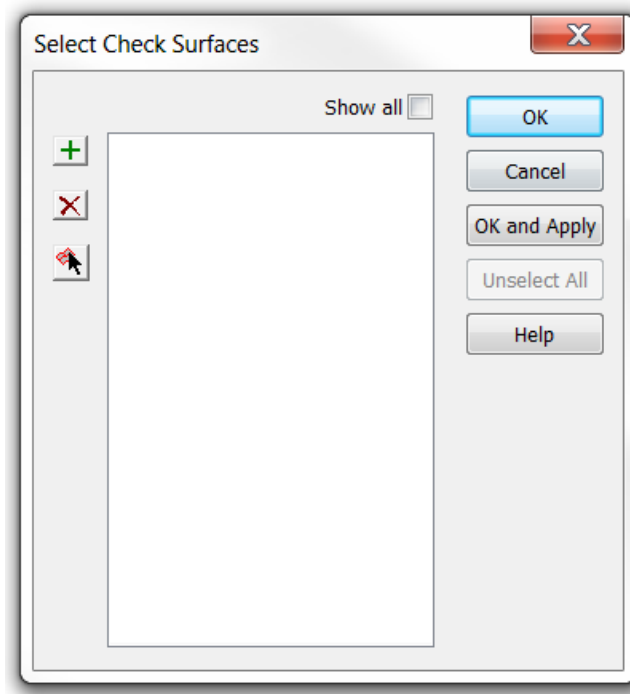 Select Check Surfaces
Show all
OK
Cancel
OK and Apply
Unselect All
Help